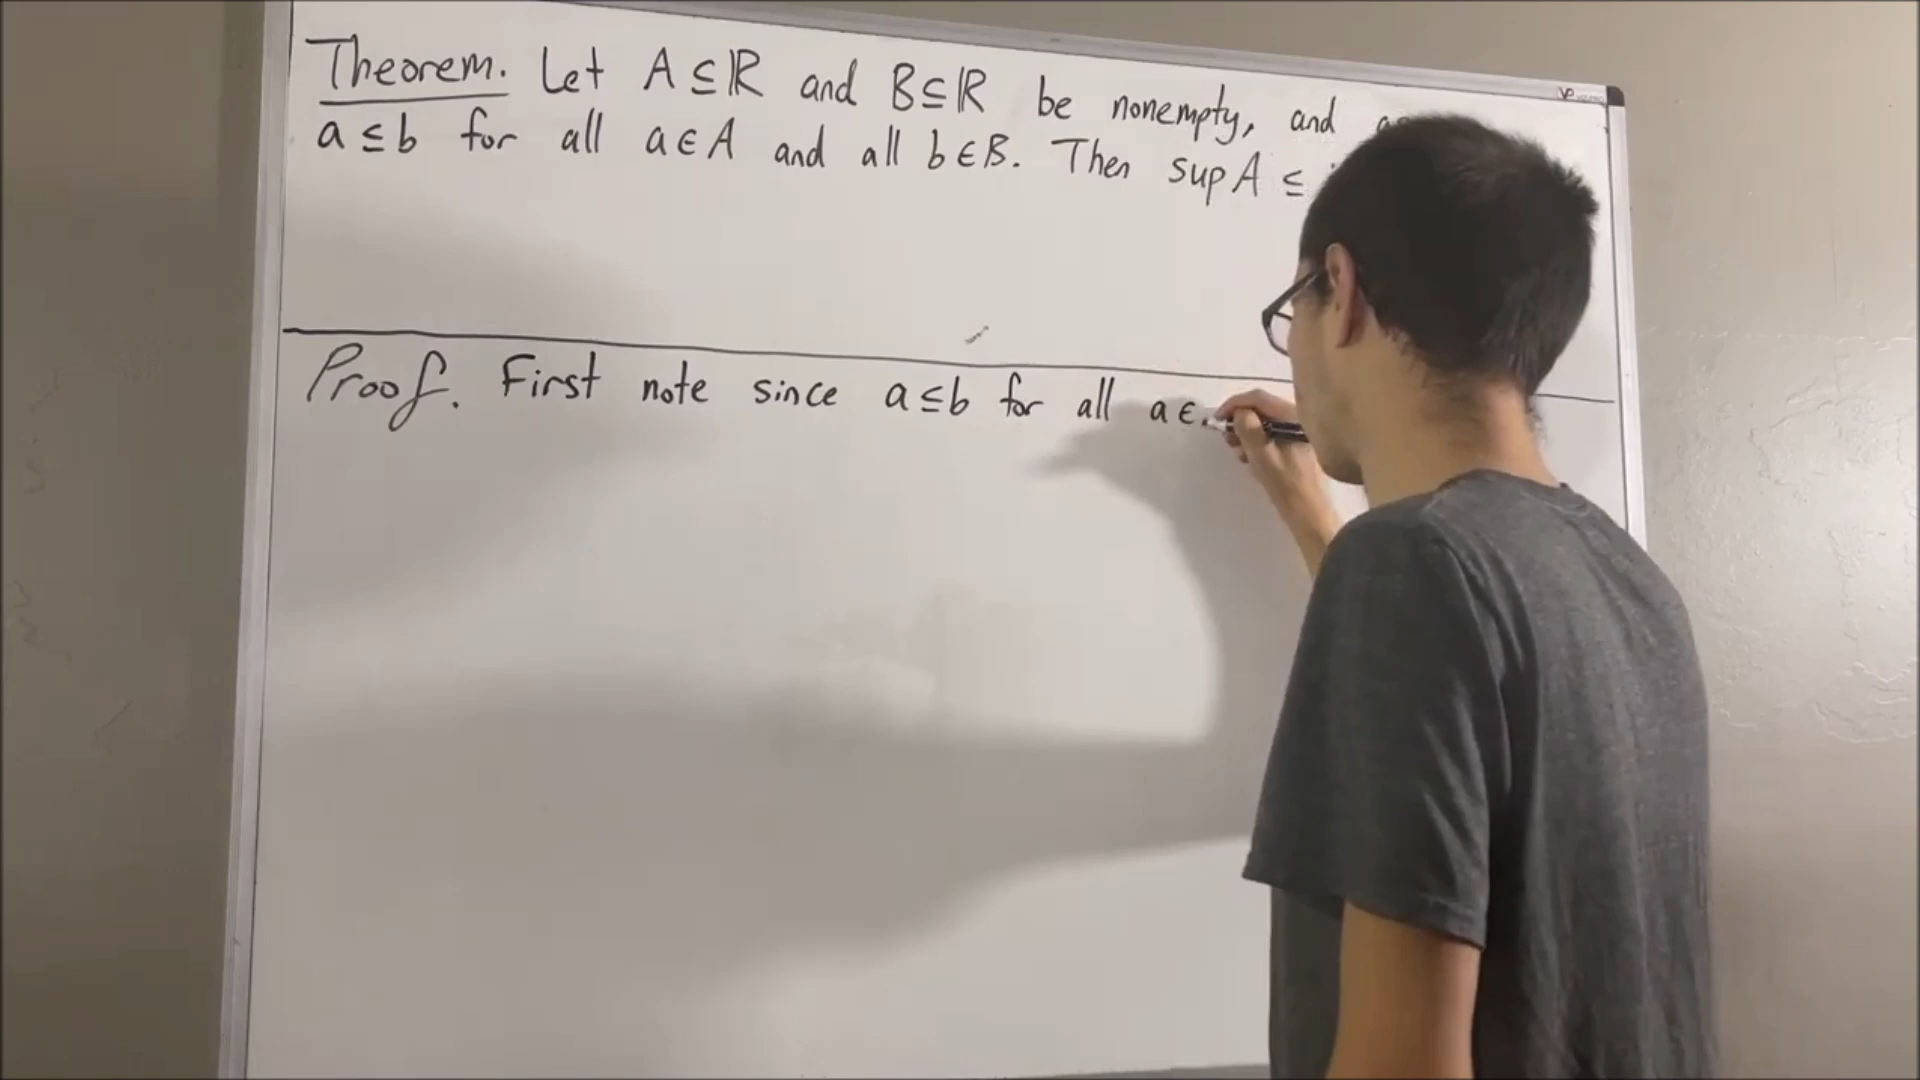 Theorem. Let A ⊆ ℝ and B ⊆ ℝ be nonempty, and
a ≤ b for all a ∈ A and all b ∈ B. Then sup A ≤
Proof. First note since a ≤ b for all a ∈